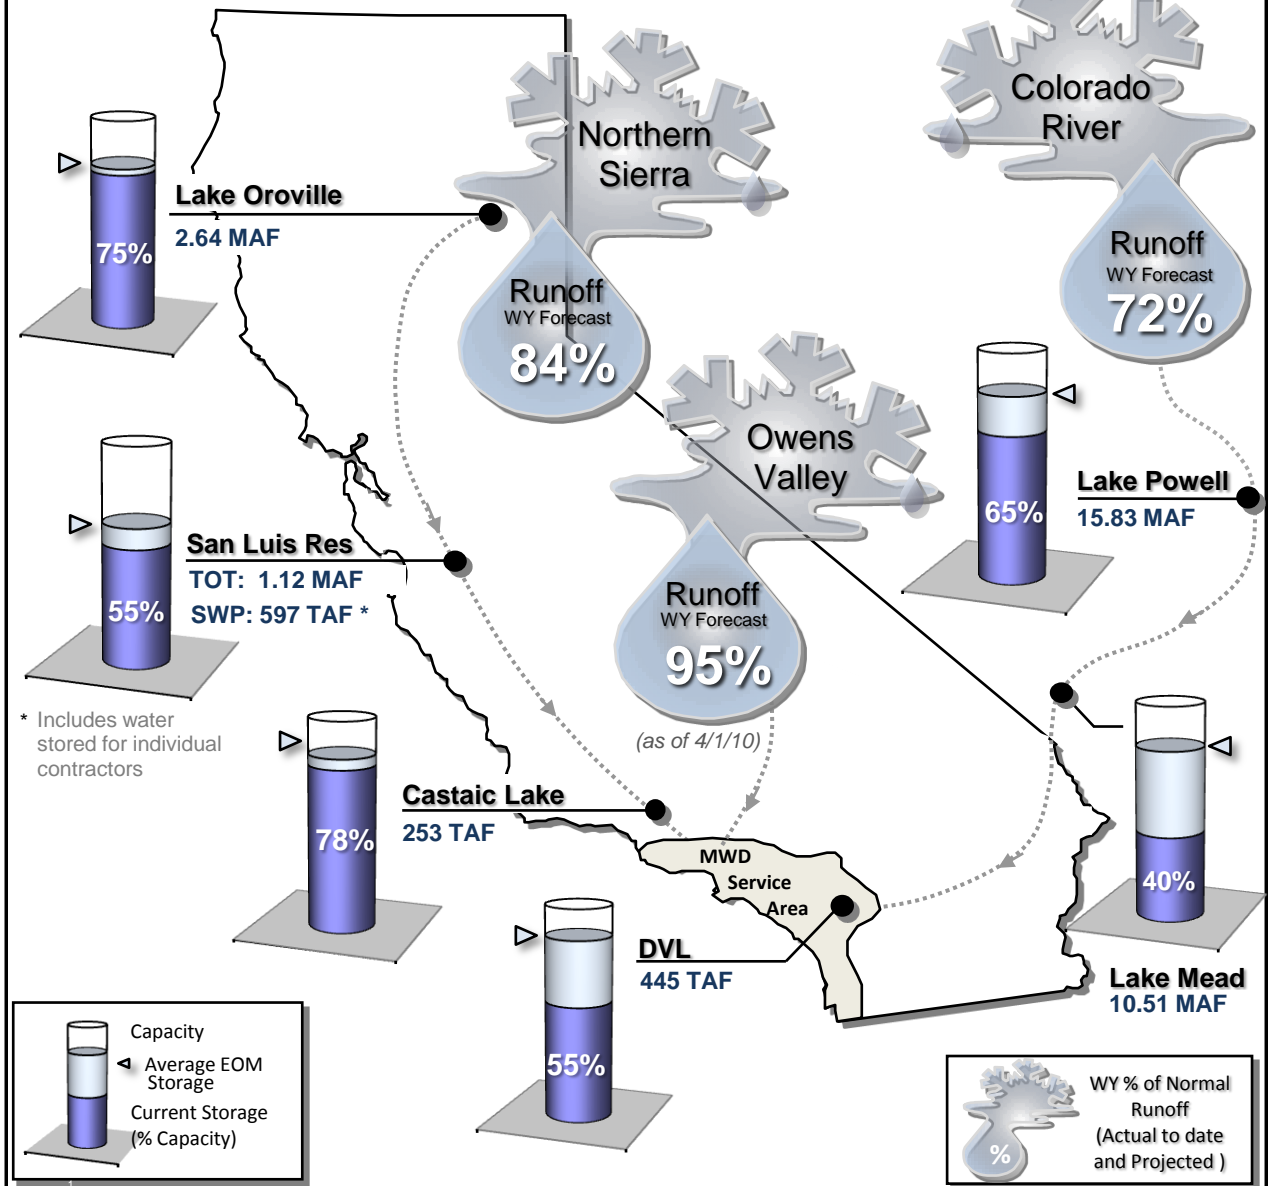 Northern
Sierra
Colorado
River
Lake Oroville
2.64 MAF
75%
Runoff
WY Forecast
84%
Runoff
WY Forecast
72%
Owens
Valley
Runoff
WY Forecast
95%
(as of 4/1/10)
Lake Powell
15.83 MAF
65%
San Luis Res
TOT: 1.12 MAF
SWP: 597 TAF *
55%
* Includes water
stored for individual
contractors
Castaic Lake
253 TAF
78%
MWD
Service
Area
40%
DVL
445 TAF
55%
Lake Mead
10.51 MAF
Capacity
Average EOM
Storage
Current Storage
(% Capacity)
WY % of Normal
Runoff
(Actual to date
and Projected )
%